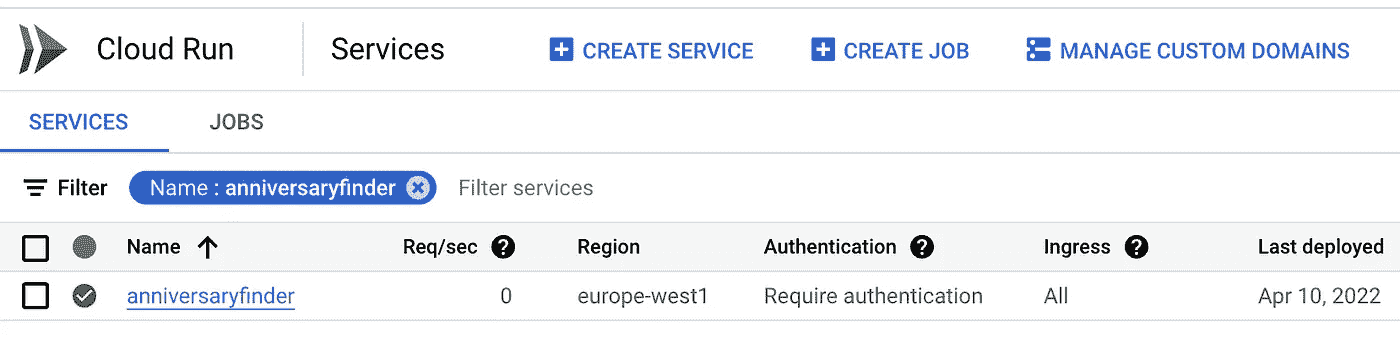 Cloud Run Services CREATE SERVICE CREATE JOB MANAGE CUSTOM DOMAINS
SERVICES JOBS
Filter Name : anniversaryfinder Filter services
Name Req/sec ? Region Authentication ? Ingress ? Last deployed
anniversaryfinder 0 europe-west1 Require authentication All Apr 10, 2022